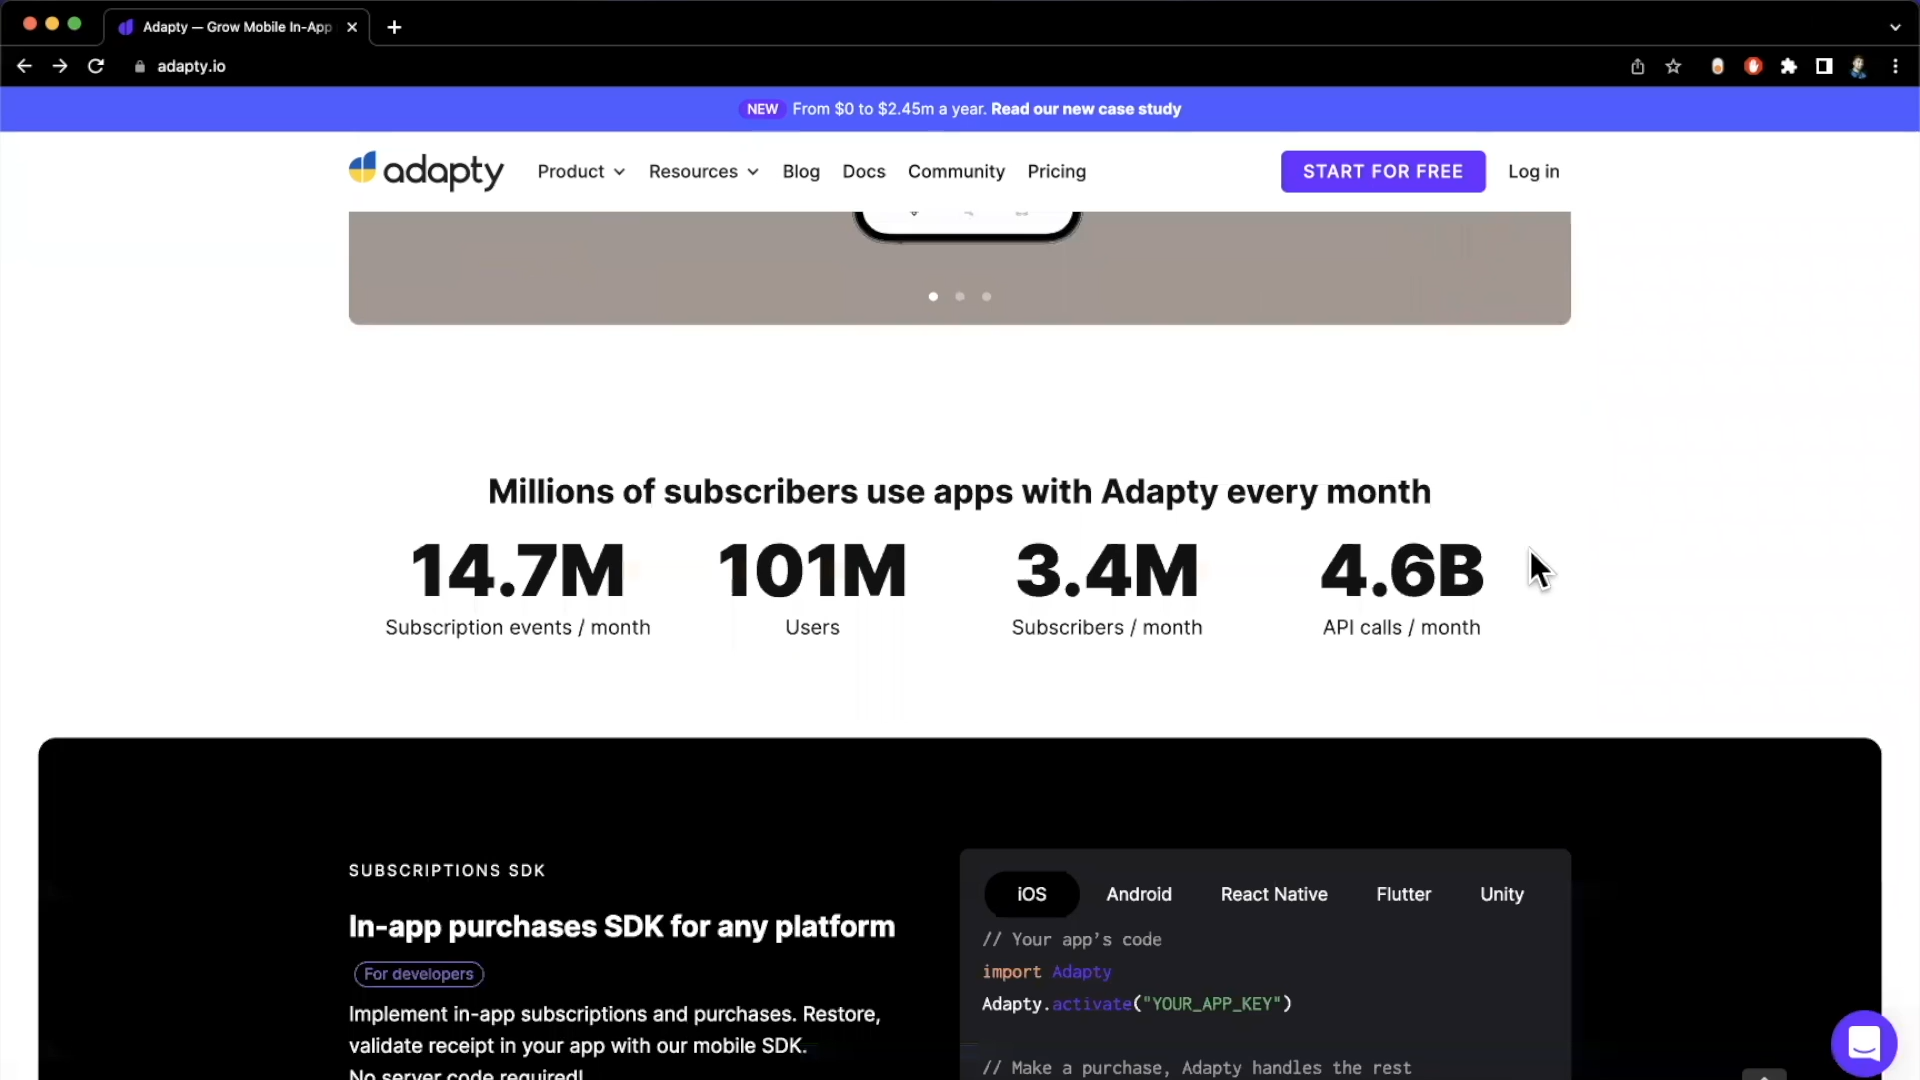 Adapty — Grow Mobile In-App
adapty.io
NEW From $0 to $2.45m a year. Read our new case study
adapty Product Resources Blog Docs Community Pricing START FOR FREE Log in
Millions of subscribers use apps with Adapty every month
14.7M 101M 3.4M 4.6B
Subscription events / month Users Subscribers / month API calls / month
SUBSCRIPTIONS SDK
In-app purchases SDK for any platform
For developers
Implement in-app subscriptions and purchases. Restore,
validate receipt in your app with our mobile SDK.
No server code required!
iOS Android React Native Flutter Unity
// Your app’s code
import Adapty
Adapty.activate("YOUR_APP_KEY")
// Make a purchase, Adapty handles the rest